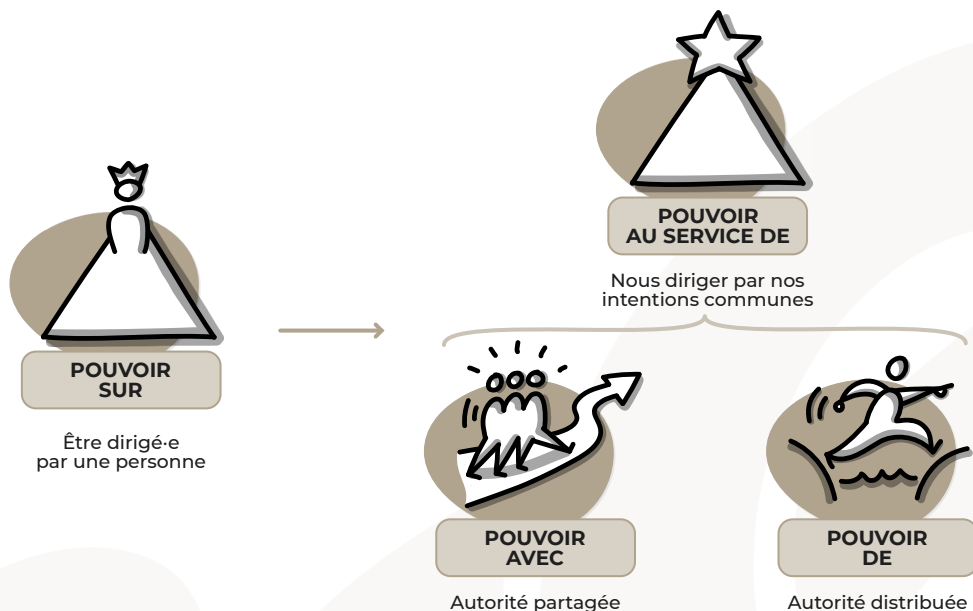 POUVOIR
SUR
Être dirigé·e
par une personne
POUVOIR
AU SERVICE DE
Nous diriger par nos
intentions communes
POUVOIR
AVEC
Autorité partagée
POUVOIR
DE
Autorité distribuée